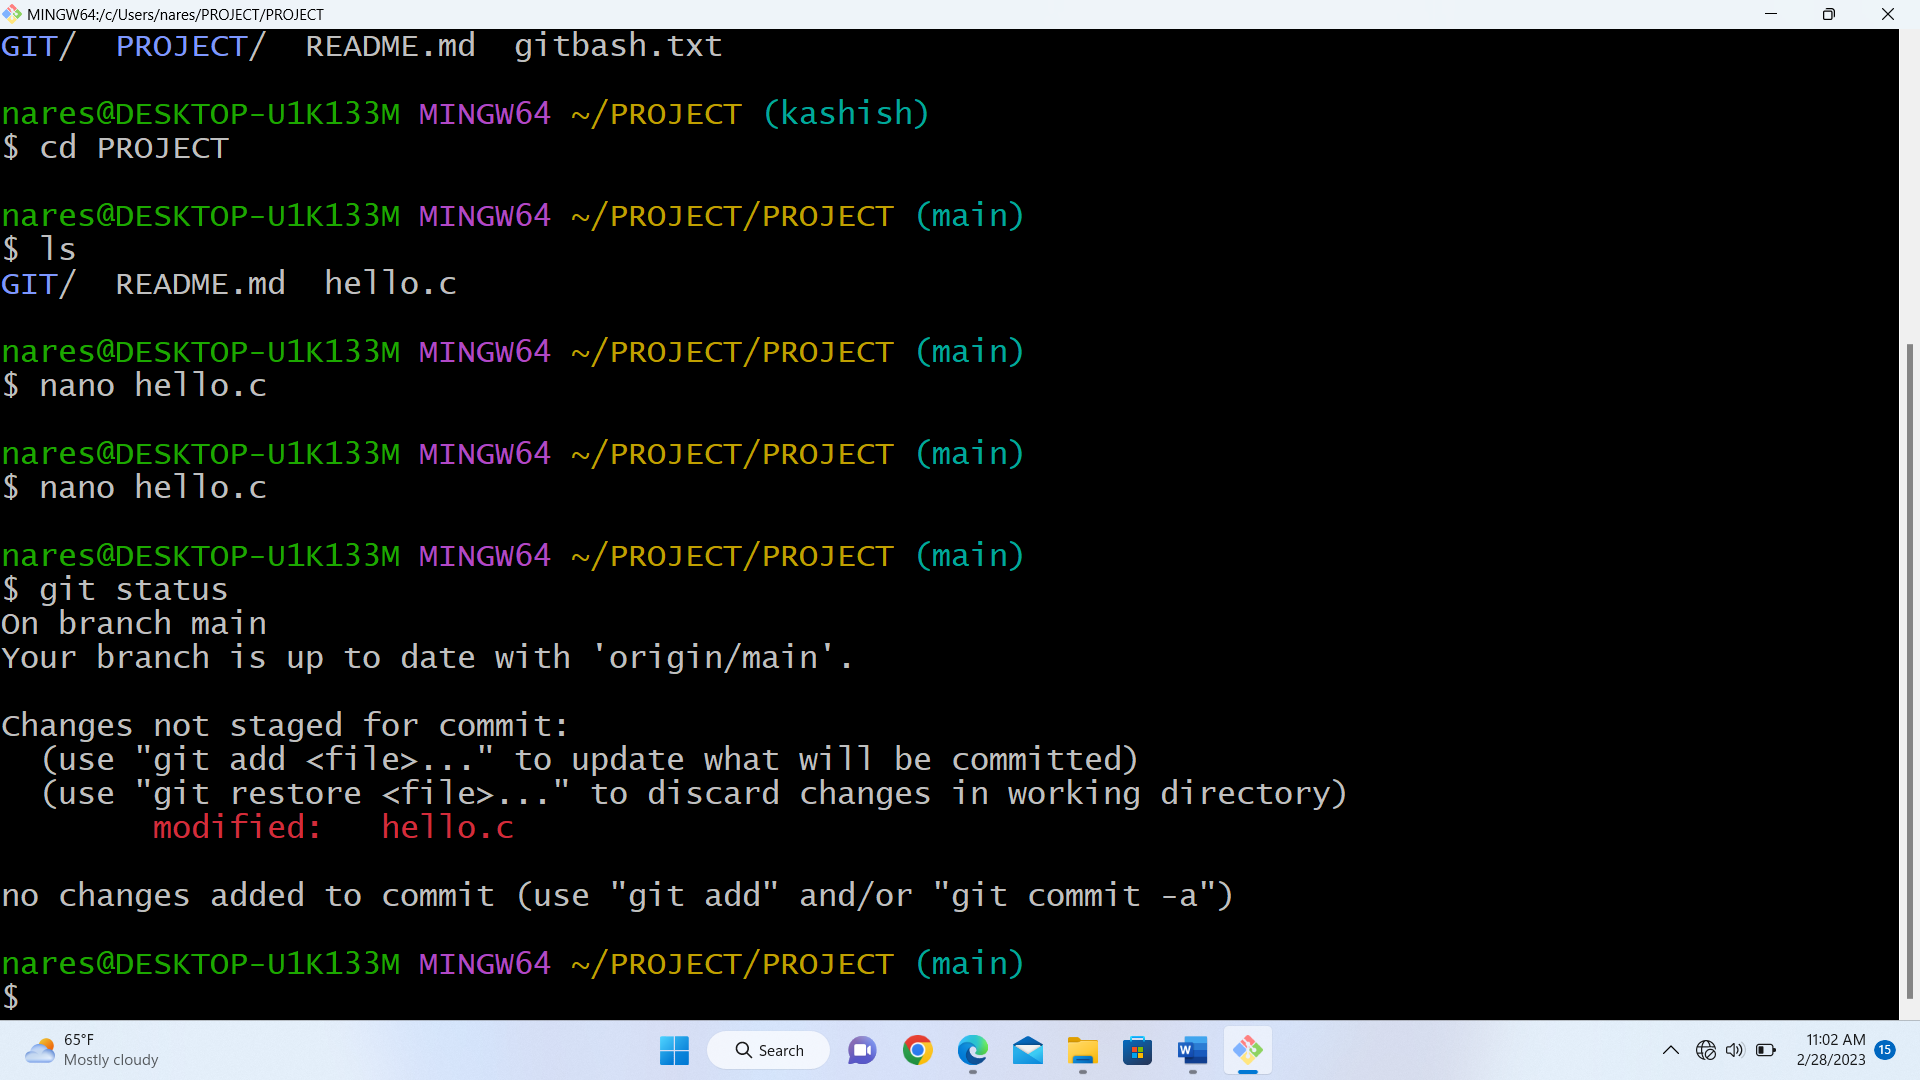 MINGW64:/c/Users/nares/PROJECT/PROJECT
GIT/  PROJECT/  README.md  gitbash.txt
nares@DESKTOP-U1K133M MINGW64 ~/PROJECT (kashish)
$ cd PROJECT
nares@DESKTOP-U1K133M MINGW64 ~/PROJECT/PROJECT (main)
$ ls
GIT/  README.md  hello.c
nares@DESKTOP-U1K133M MINGW64 ~/PROJECT/PROJECT (main)
$ nano hello.c
nares@DESKTOP-U1K133M MINGW64 ~/PROJECT/PROJECT (main)
$ nano hello.c
nares@DESKTOP-U1K133M MINGW64 ~/PROJECT/PROJECT (main)
$ git status
On branch main
Your branch is up to date with 'origin/main'.
Changes not staged for commit:
  (use "git add <file>..." to update what will be committed)
  (use "git restore <file>..." to discard changes in working directory)
        modified:   hello.c
no changes added to commit (use "git add" and/or "git commit -a")
nares@DESKTOP-U1K133M MINGW64 ~/PROJECT/PROJECT (main)
$
65°F
Mostly cloudy
Search
W
11:02 AM
2/28/2023
15